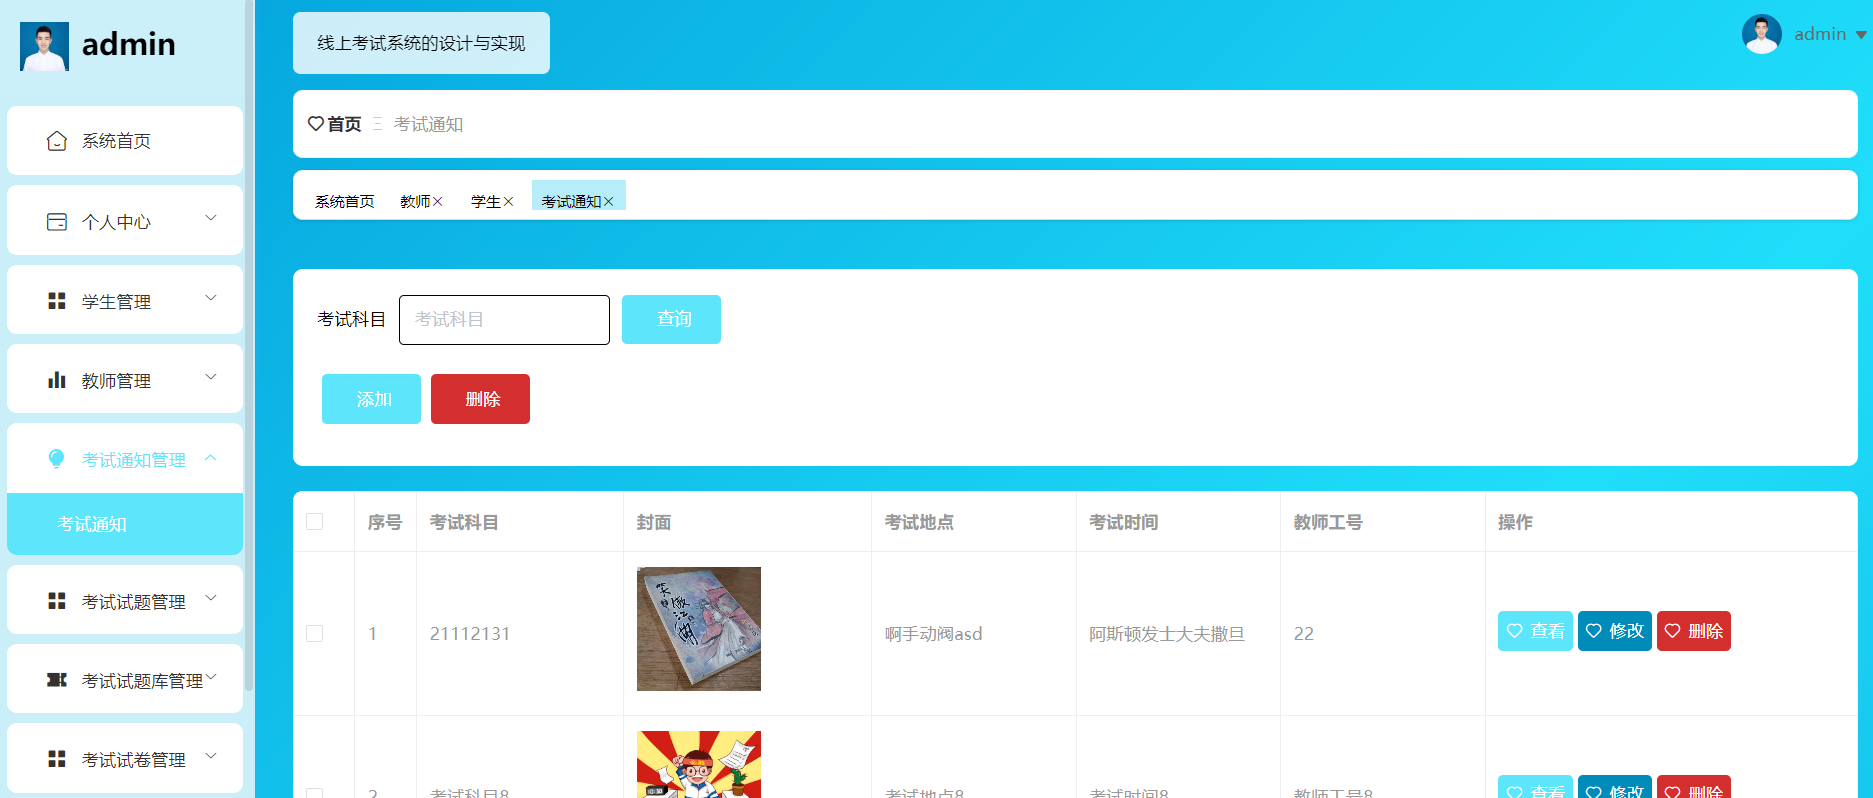 admin
线上考试系统的设计与实现
admin
系统首页
个人中心
学生管理
教师管理
考试通知管理
考试通知
考试试题管理
考试试题库管理
考试试卷管理
首页 考试通知
系统首页 教师× 学生× 考试通知×
考试科目 考试科目 查询
添加 删除
序号 考试科目 封面 考试地点 考试时间 教师工号 操作
笑傲江湖
1 21112131 啊手动阀asd 阿斯顿发士大夫撒旦 22 查看 修改 删除
2 考试科目8 考试地点8 考试时间8 教师工号8 查看 修改 删除